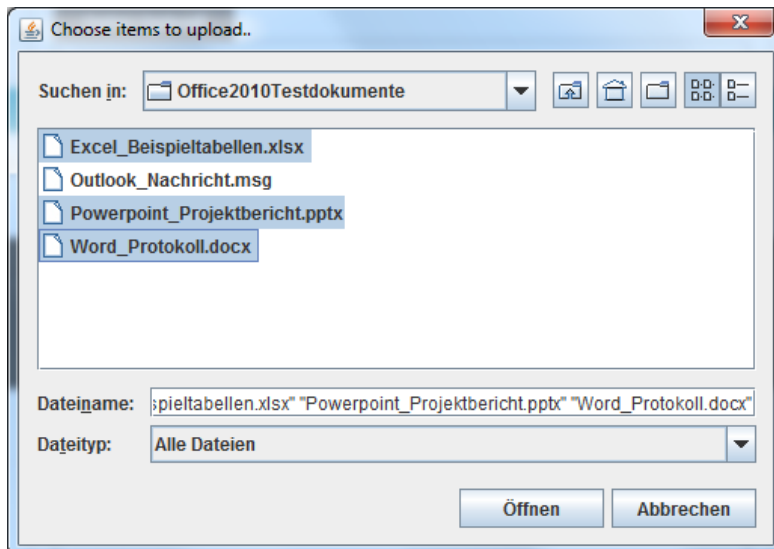 Choose items to upload..
Suchen in: Office2010Testdokumente
Excel_Beispieltabellen.xlsx
Outlook_Nachricht.msg
Powerpoint_Projektbericht.pptx
Word_Protokoll.docx
Dateiname: spieltabellen.xlsx" "Powerpoint_Projektbericht.pptx" "Word_Protokoll.docx"
Dateityp: Alle Dateien
Öffnen Abbrechen